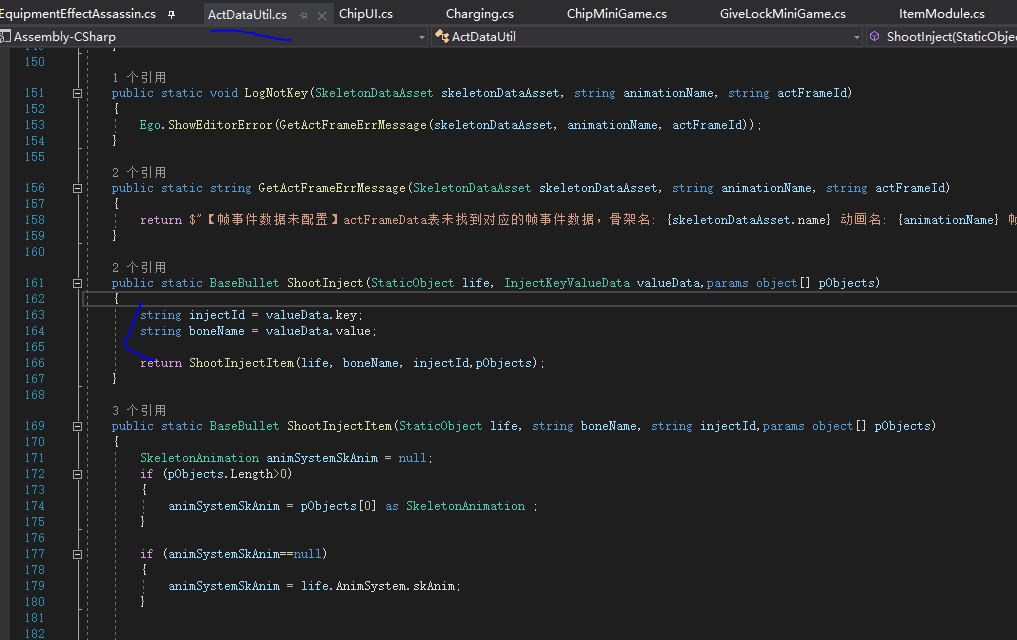 EquipmentEffectAssassin.cs ActDataUtil.cs ChipUI.cs Charging.cs ChipMiniGame.cs GiveLockMiniGame.cs ItemModule.cs
Assembly-CSharp ActDataUtil ShootInject(StaticObjec
150
1 个引用
151 public static void LogNotKey(SkeletonDataAsset skeletonDataAsset, string animationName, string actFrameId)
152 {
153 Ego.ShowEditorError(GetActFrameErrMessage(skeletonDataAsset, animationName, actFrameId));
154 }
155
2 个引用
156 public static string GetActFrameErrMessage(SkeletonDataAsset skeletonDataAsset, string animationName, string actFrameId)
157 {
158 return $"【帧事件数据未配置】actFrameData表未找到对应的帧事件数据，骨架名: {skeletonDataAsset.name} 动画名: {animationName} 帧
159 }
160
2 个引用
161 public static BaseBullet ShootInject(StaticObject life, InjectKeyValueData valueData,params object[] pObjects)
162 {
163 string injectId = valueData.key;
164 string boneName = valueData.value;
165
166 return ShootInjectItem(life, boneName, injectId,pObjects);
167 }
168
3 个引用
169 public static BaseBullet ShootInjectItem(StaticObject life, string boneName, string injectId,params object[] pObjects)
170 {
171 SkeletonAnimation animSystemSkAnim = null;
172 if (pObjects.Length>0)
173 {
174 animSystemSkAnim = pObjects[0] as SkeletonAnimation ;
175 }
176
177 if (animSystemSkAnim==null)
178 {
179 animSystemSkAnim = life.AnimSystem.skAnim;
180 }
181
182